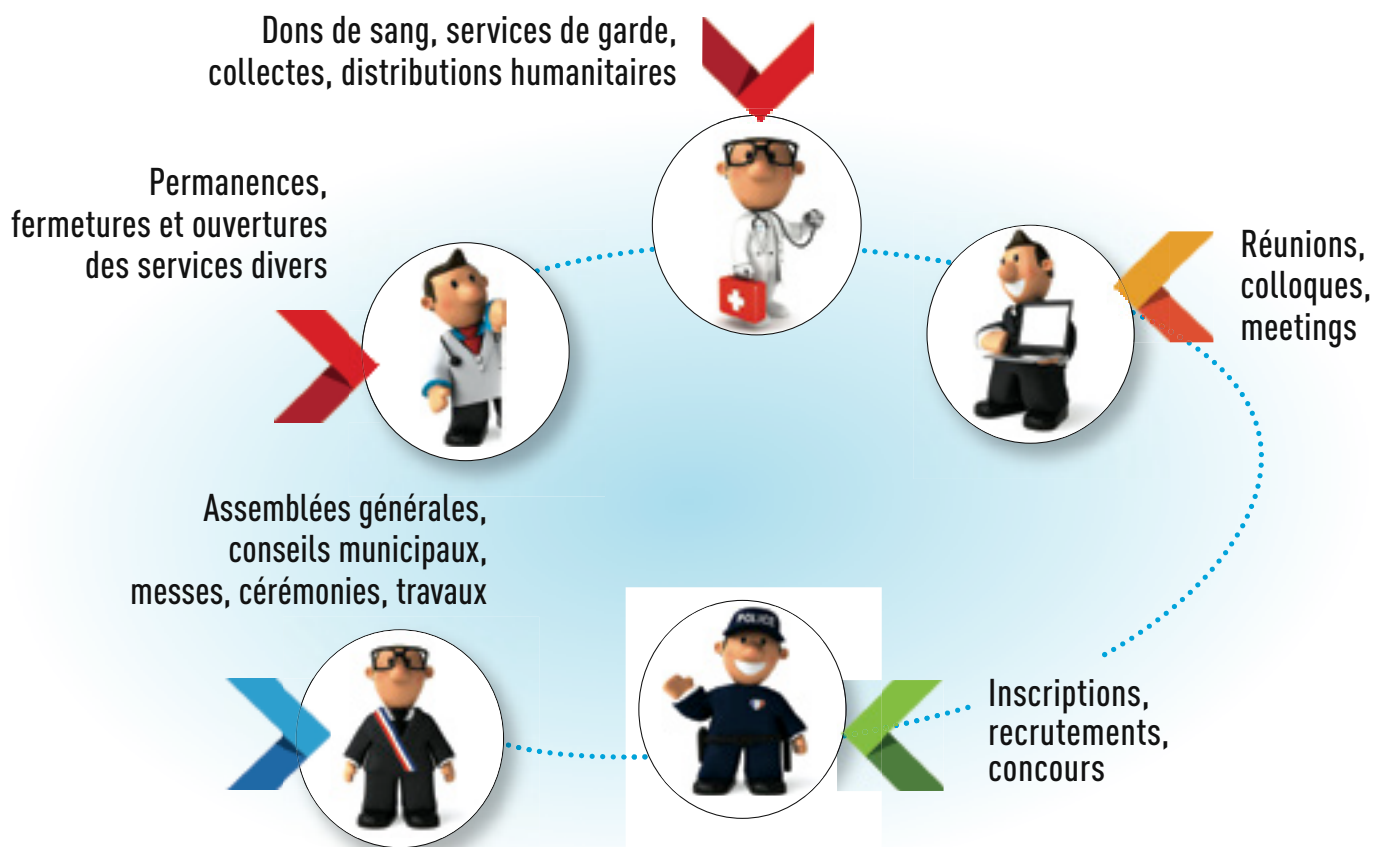 Dons de sang, services de garde,
collectes, distributions humanitaires
Permanences,
fermetures et ouvertures
des services divers
Réunions,
colloques,
meetings
Assemblées générales,
conseils municipaux,
messes, cérémonies, travaux
POLICE
Inscriptions,
recrutements,
concours